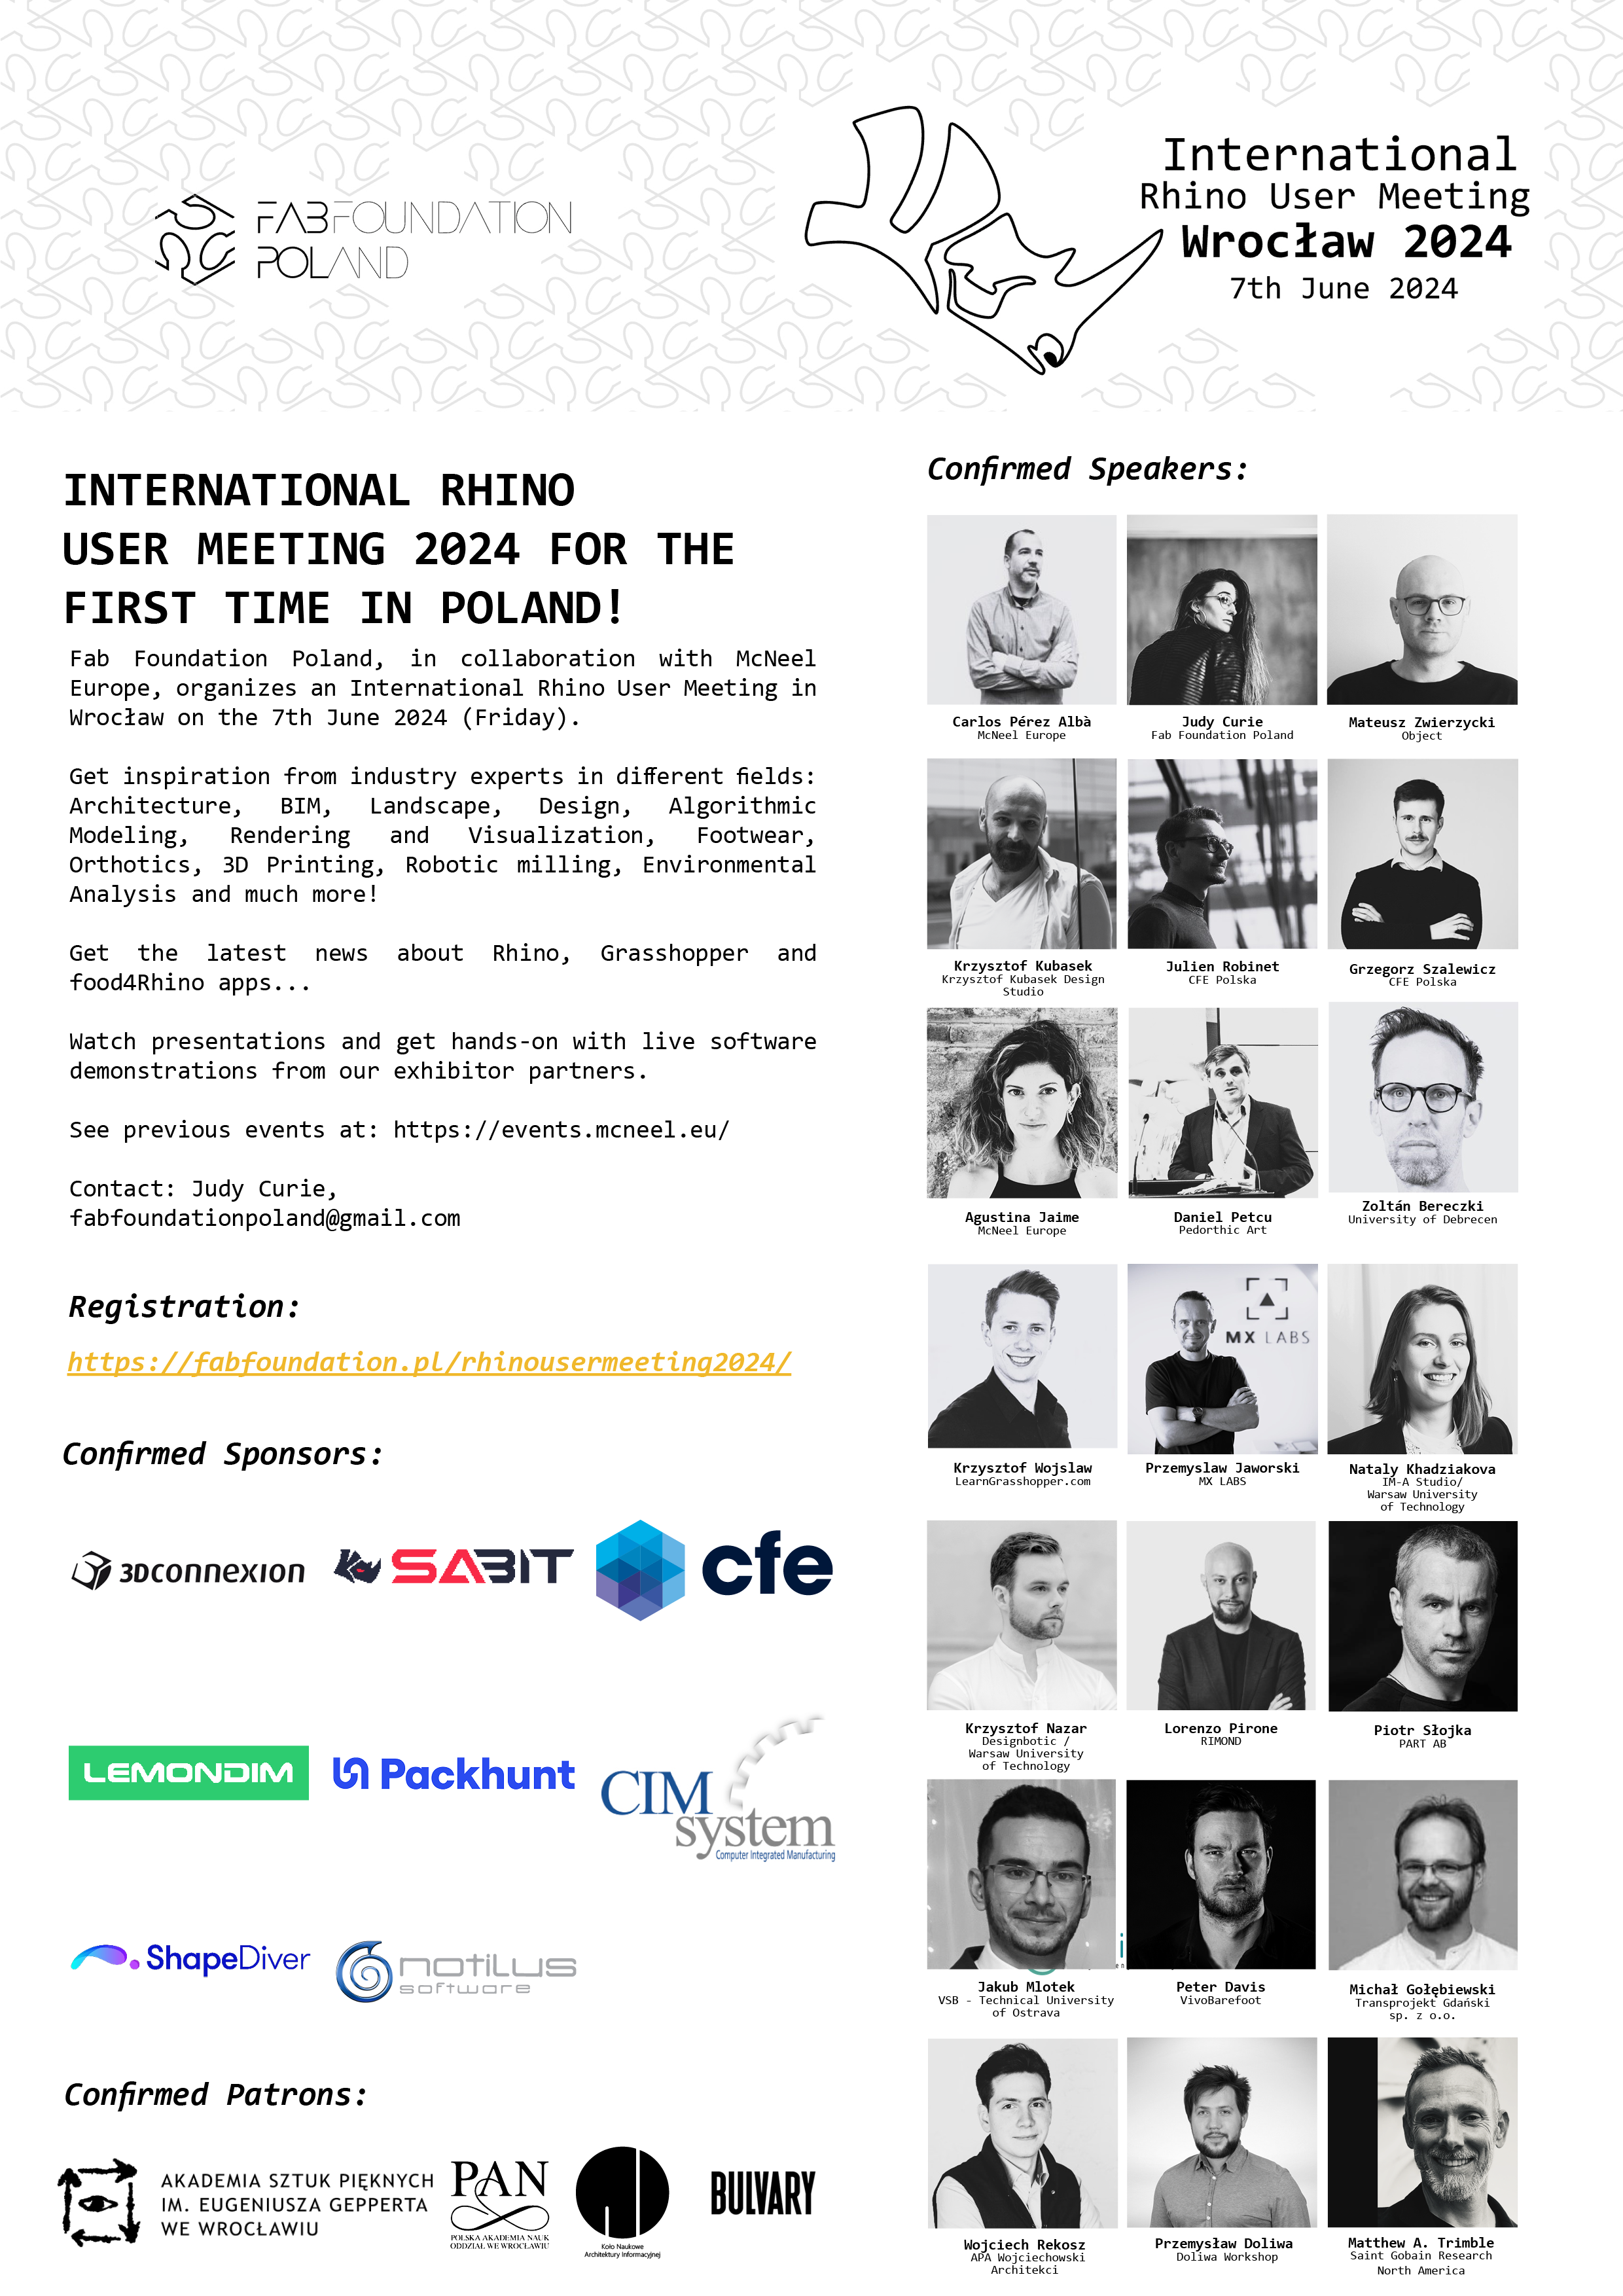 FABFOUNDATION
POLAND
International
Rhino User Meeting
Wrocław 2024
7th June 2024
INTERNATIONAL RHINO
USER MEETING 2024 FOR THE
FIRST TIME IN POLAND!
Fab Foundation Poland, in collaboration with McNeel
Europe, organizes an International Rhino User Meeting in
Wrocław on the 7th June 2024 (Friday).
Get inspiration from industry experts in different fields:
Architecture, BIM, Landscape, Design, Algorithmic
Modeling, Rendering and Visualization, Footwear,
Orthotics, 3D Printing, Robotic milling, Environmental
Analysis and much more!
Get the latest news about Rhino, Grasshopper and
food4Rhino apps...
Watch presentations and get hands-on with live software
demonstrations from our exhibitor partners.
See previous events at: https://events.mcneel.eu/
Contact: Judy Curie,
fabfoundationpoland@gmail.com
Registration:
https://fabfoundation.pl/rhinousermeeting2024/
Confirmed Sponsors:
3Dconnexion
SABIT
cfe
LEMONDIM
Packhunt
CIM
system
Computer Integrated Manufacturing
ShapeDiver
notilus
software
Confirmed Patrons:
AKADEMIA SZTUK PIĘKNYCH
IM. EUGENIUSZA GEPPERTA
WE WROCŁAWIU
PAN
POLSKA AKADEMIA NAUK
ODDZIAŁ WE WROCŁAWIU
Koło Naukowe
Architektury Informacyjnej
BULVARY
Confirmed Speakers:
Carlos Pérez Albà
McNeel Europe
Judy Curie
Fab Foundation Poland
Mateusz Zwierzycki
Object
Krzysztof Kubasek
Krzysztof Kubasek Design
Studio
Julien Robinet
CFE Polska
Grzegorz Szalewicz
CFE Polska
Agustina Jaime
McNeel Europe
Daniel Petcu
Pedorthic Art
Zoltán Bereczki
University of Debrecen
MX LABS
Krzysztof Wojslaw
LearnGrasshopper.com
Przemyslaw Jaworski
MX LABS
Nataly Khadziakova
IM-A Studio/
Warsaw University
of Technology
Krzysztof Nazar
Designbotic /
Warsaw University
of Technology
Lorenzo Pirone
RIMOND
Piotr Słojka
PART AB
Jakub Mlotek
VSB - Technical University
of Ostrava
Peter Davis
VivoBarefoot
Michał Gołębiewski
Transprojekt Gdański
sp. z o.o.
Wojciech Rekosz
APA Wojciechowski
Architekci
Przemysław Doliwa
Doliwa Workshop
Matthew A. Trimble
Saint Gobain Research
North America